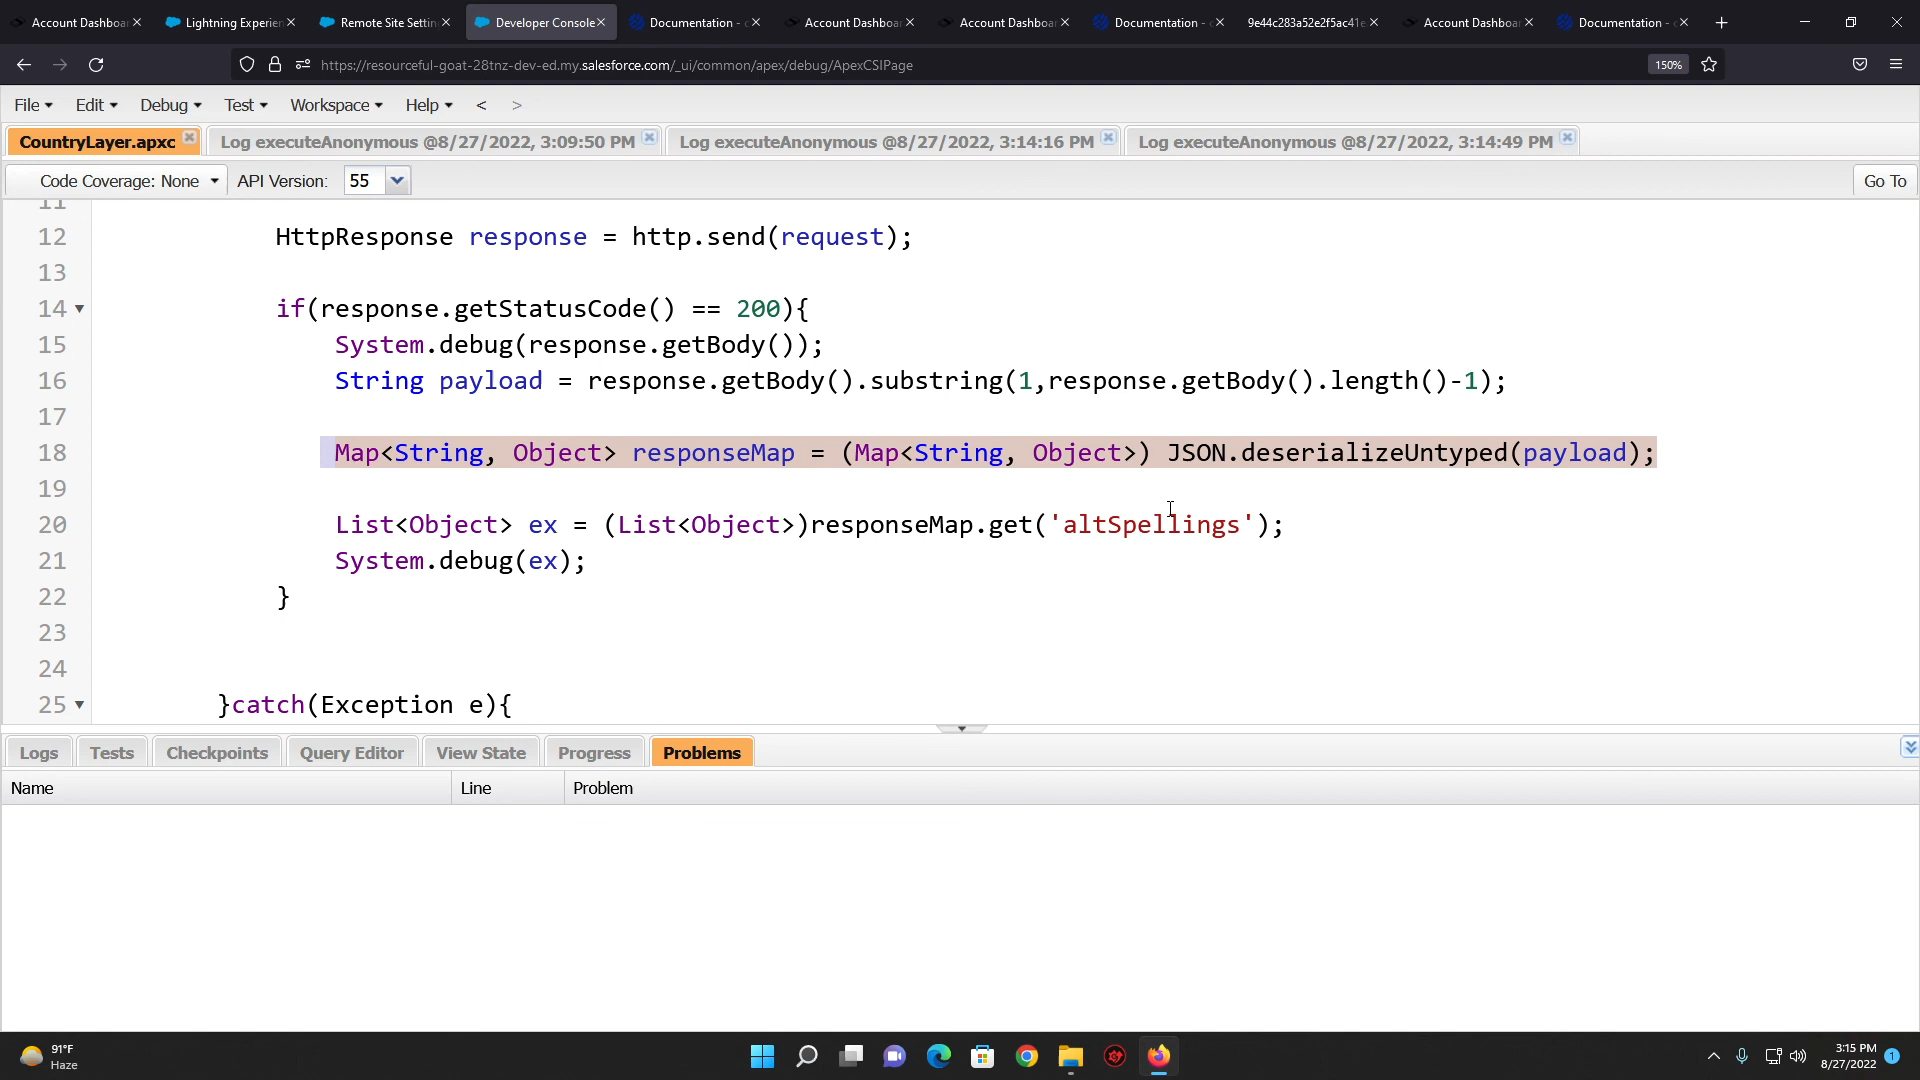 Account Dashboar
Lightning Experien
Remote Site Settin
Developer Console
Documentation - c
Account Dashboar
Account Dashboar
Documentation - c
9e44c283a52e2f5ac41e
Account Dashboar
Documentation - c
https://resourceful-goat-28tnz-dev-ed.my.salesforce.com/_ui/common/apex/debug/ApexCSIPage
150%
File Edit Debug Test Workspace Help < >
CountryLayer.apxc
Log executeAnonymous @8/27/2022, 3:09:50 PM
Log executeAnonymous @8/27/2022, 3:14:16 PM
Log executeAnonymous @8/27/2022, 3:14:49 PM
Code Coverage: None API Version: 55 Go To
11
12 HttpResponse response = http.send(request);
13
14 if(response.getStatusCode() == 200){
15 System.debug(response.getBody());
16 String payload = response.getBody().substring(1,response.getBody().length()-1);
17
18 Map<String, Object> responseMap = (Map<String, Object>) JSON.deserializeUntyped(payload);
19
20 List<Object> ex = (List<Object>)responseMap.get('altSpellings');
21 System.debug(ex);
22 }
23
24
25 }catch(Exception e){
Logs Tests Checkpoints Query Editor View State Progress Problems
Name Line Problem
91°F
Haze
3:15 PM
8/27/2022
1